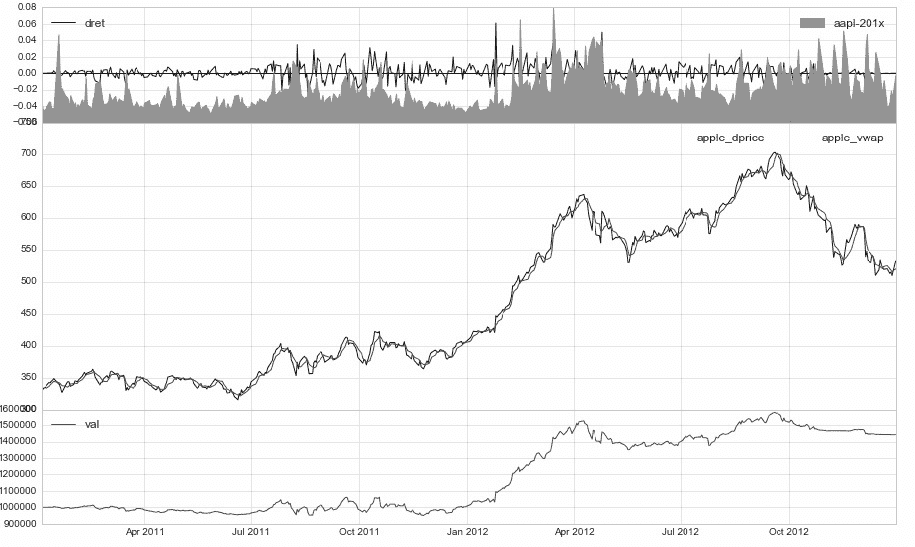 0.08
dret
aapl-201x
0.06
0.04
0.02
0.00
−0.02
−0.04
applc_dpricc
applc_vwap
700
650
600
550
500
450
400
350
1600000
val
1500000
1400000
1300000
1200000
1100000
1000000
900000
Apr 2011
Jul 2011
Oct 2011
Jan 2012
Apr 2012
Jul 2012
Oct 2012